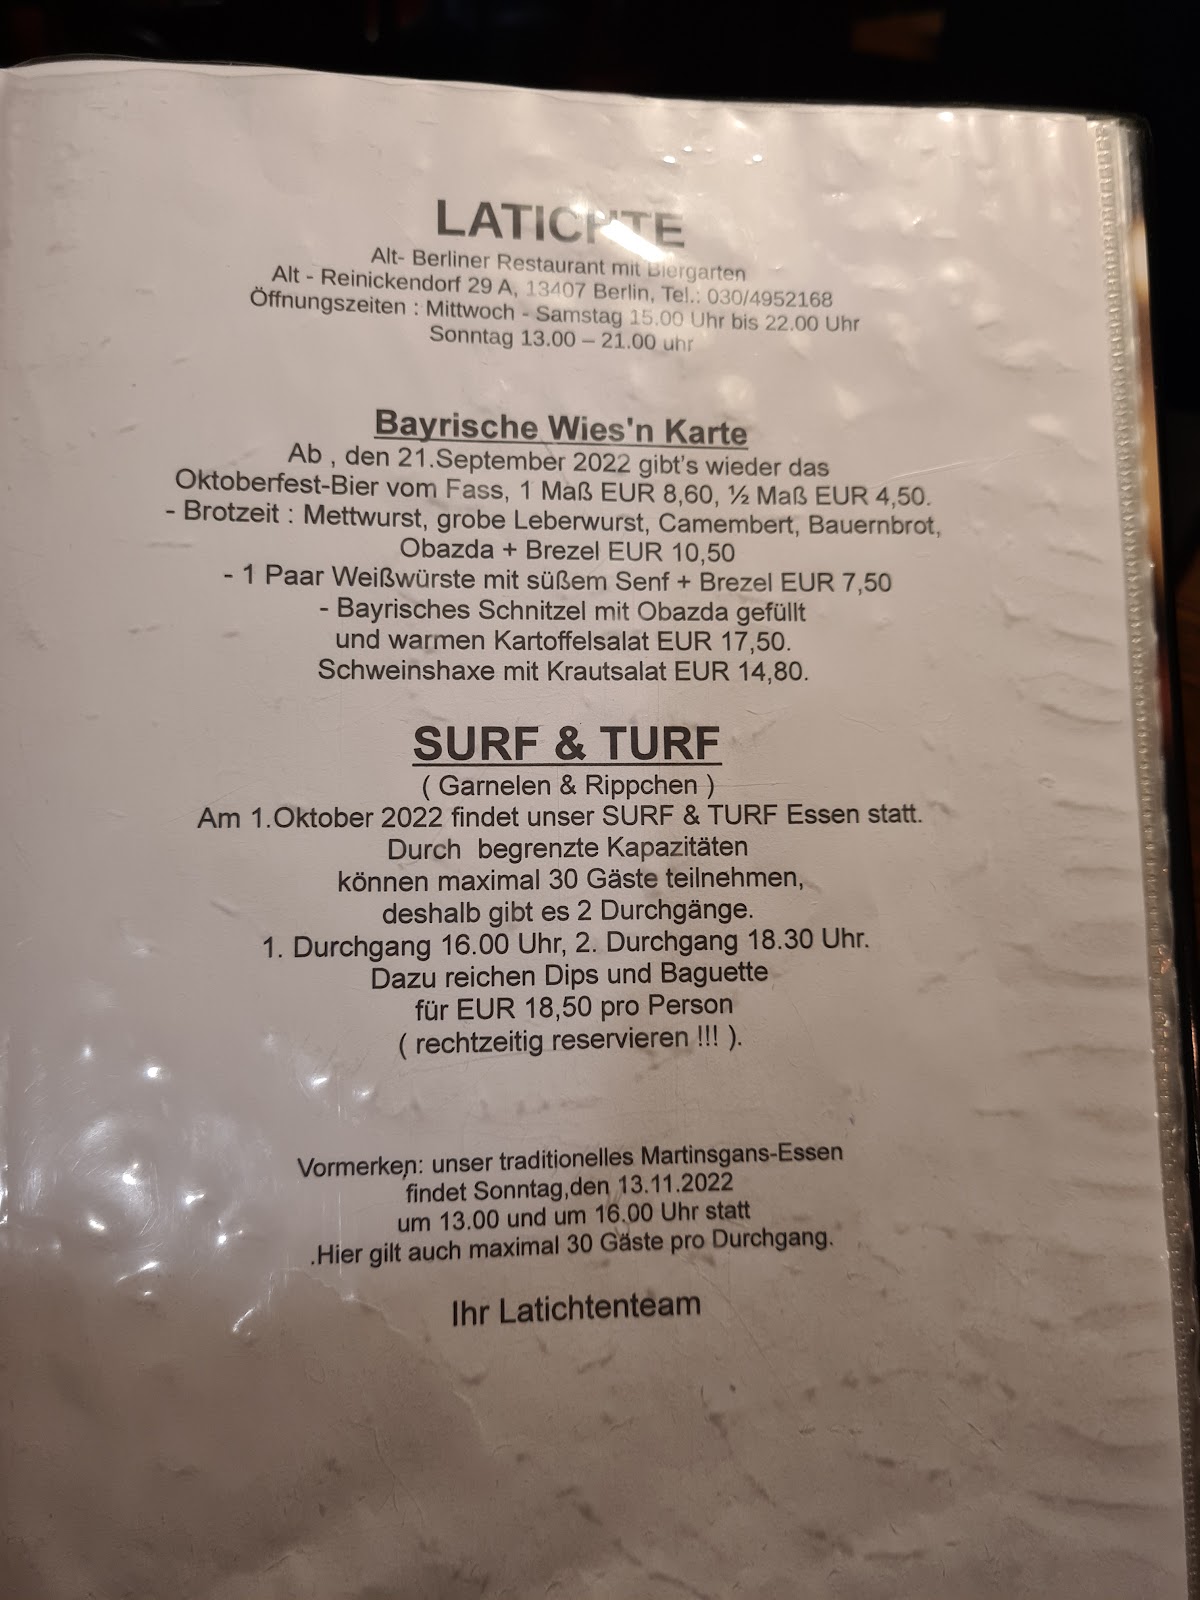 LATICHTE
Alt- Berliner Restaurant mit Biergarten
Alt - Reinickendorf 29 A, 13407 Berlin, Tel.: 030/4952168
Öffnungszeiten : Mittwoch - Samstag 15.00 Uhr bis 22.00 Uhr
Sonntag 13.00 – 21.00 uhr
Bayrische Wies'n Karte
Ab , den 21.September 2022 gibt's wieder das
Oktoberfest-Bier vom Fass, 1 Maß EUR 8,60, ½ Maß EUR 4,50.
- Brotzeit : Mettwurst, grobe Leberwurst, Camembert, Bauernbrot,
Obazda + Brezel EUR 10,50
- 1 Paar Weißwürste mit süßem Senf + Brezel EUR 7,50
- Bayrisches Schnitzel mit Obazda gefüllt
und warmen Kartoffelsalat EUR 17,50.
Schweinshaxe mit Krautsalat EUR 14,80.
SURF & TURF
( Garnelen & Rippchen )
Am 1.Oktober 2022 findet unser SURF & TURF Essen statt.
Durch begrenzte Kapazitäten
können maximal 30 Gäste teilnehmen,
deshalb gibt es 2 Durchgänge.
1. Durchgang 16.00 Uhr, 2. Durchgang 18.30 Uhr.
Dazu reichen Dips und Baguette
für EUR 18,50 pro Person
( rechtzeitig reservieren !!! ).
Vormerken: unser traditionelles Martinsgans-Essen
findet Sonntag,den 13.11.2022
um 13.00 und um 16.00 Uhr statt
.Hier gilt auch maximal 30 Gäste pro Durchgang.
Ihr Latichtenteam